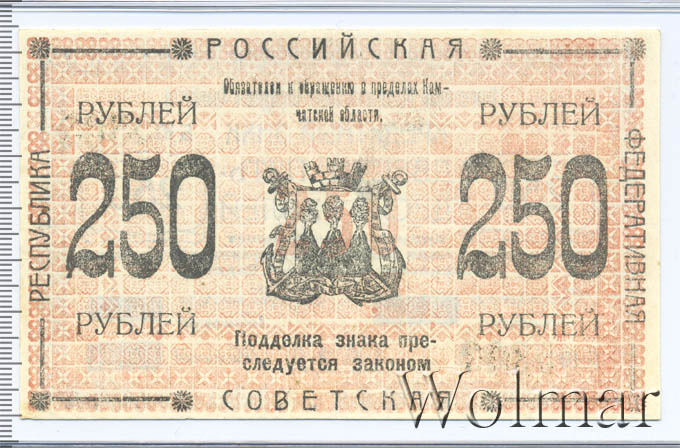 РОССИЙСКАЯ
Обязателен к обращению в пределах Кам-
чатской области.
РУБЛЕЙ РУБЛЕЙ
250 250
РЕСПУБЛИКА
ФЕДЕРАТИВНАЯ
РУБЛЕЙ РУБЛЕЙ
Подделка знака пре-
следуется законом
СОВЕТСКАЯ
Wolmar